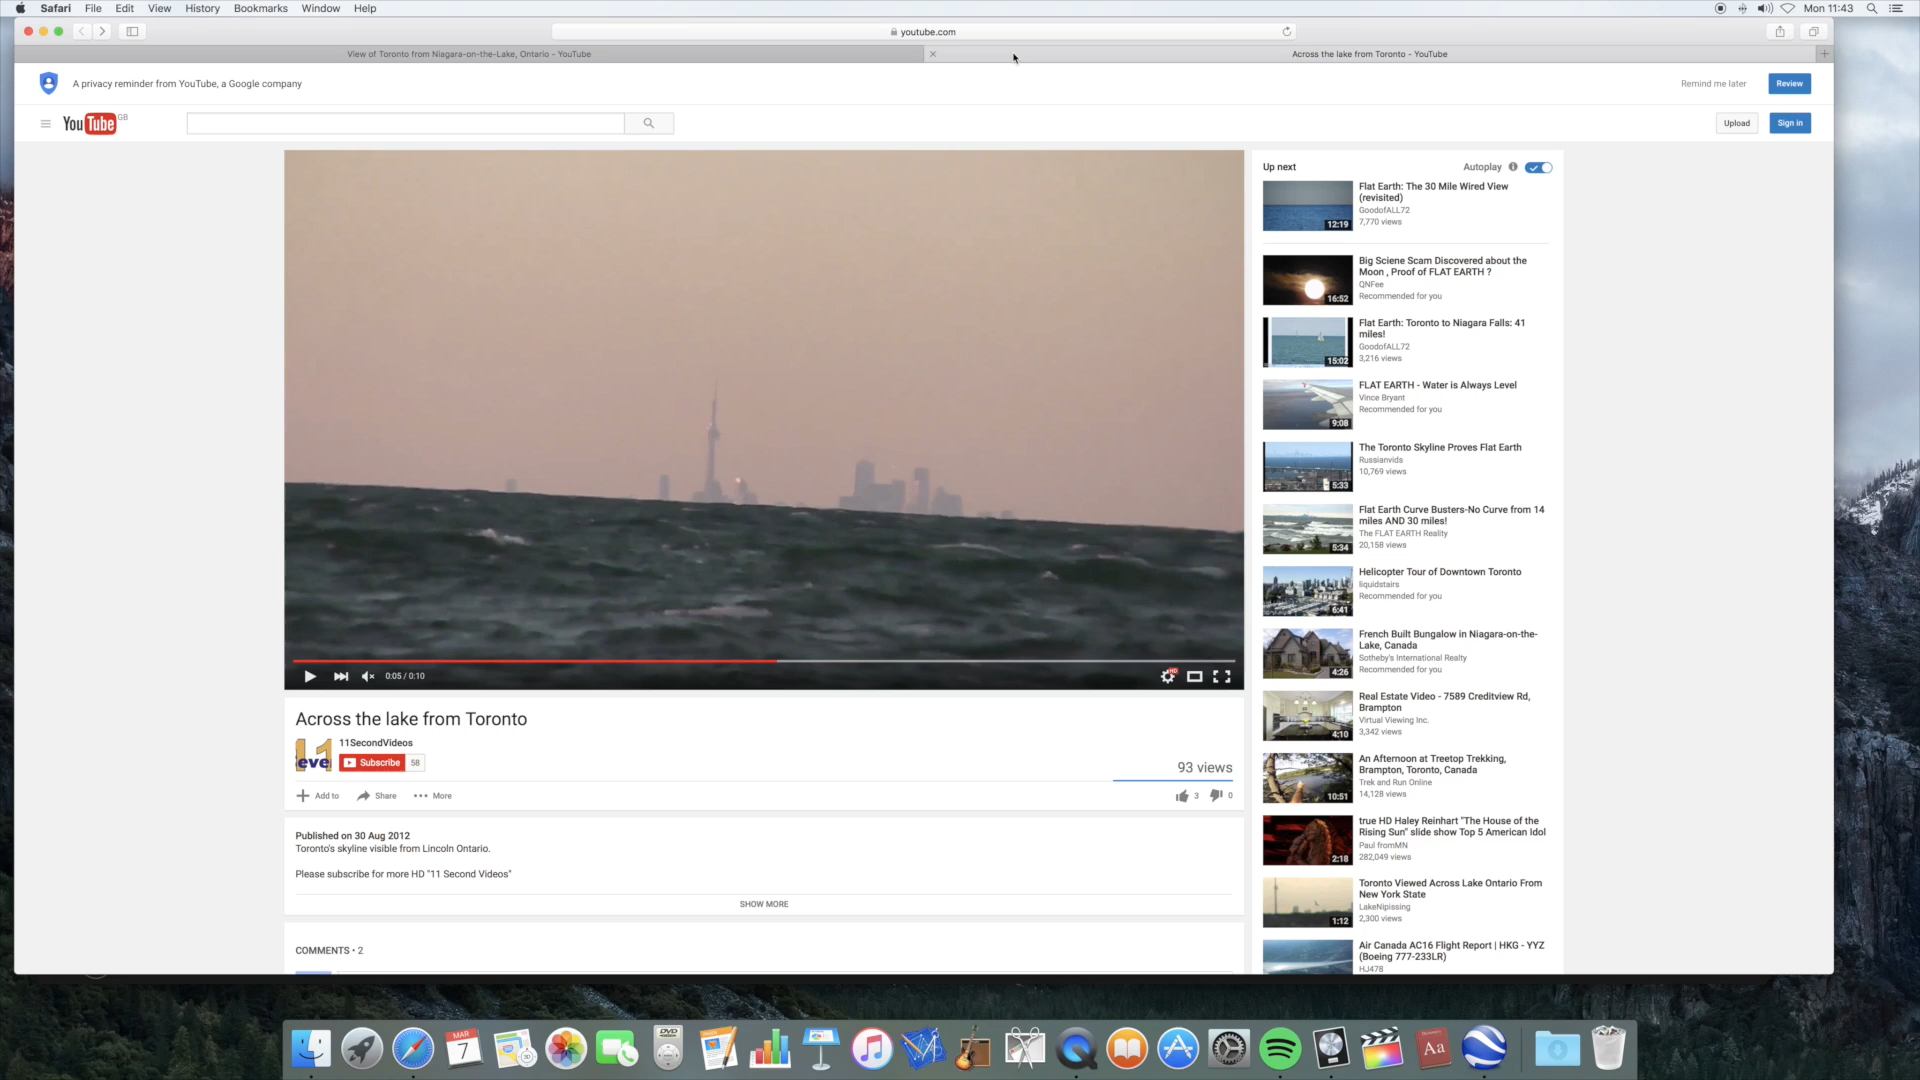 Safari File Edit View History Bookmarks Window Help
Mon 11:43
youtube.com
View of Toronto from Niagara-on-the-Lake, Ontario - YouTube
Across the lake from Toronto - YouTube
A privacy reminder from YouTube, a Google company
Remind me later
Review
YouTube GB
Upload
Sign in
0:05 / 0:10
HD
Across the lake from Toronto
11SecondVideos
Subscribe 58
93 views
Add to Share More
3 0
Published on 30 Aug 2012
Toronto's skyline visible from Lincoln Ontario.
Please subscribe for more HD "11 Second Videos"
SHOW MORE
COMMENTS • 2
Up next
Autoplay
Flat Earth: The 30 Mile Wired View
(revisited)
GoodofALL72
7,770 views
12:19
Big Sciene Scam Discovered about the
Moon , Proof of FLAT EARTH ?
QNFee
Recommended for you
16:52
Flat Earth: Toronto to Niagara Falls: 41
miles!
GoodofALL72
3,216 views
15:02
FLAT EARTH - Water is Always Level
Vince Bryant
Recommended for you
9:08
The Toronto Skyline Proves Flat Earth
Russianvids
10,769 views
5:33
Flat Earth Curve Busters-No Curve from 14
miles AND 30 miles!
The FLAT EARTH Reality
20,158 views
5:34
Helicopter Tour of Downtown Toronto
liquidstairs
Recommended for you
6:41
French Built Bungalow in Niagara-on-the-
Lake, Canada
Sotheby's International Realty
Recommended for you
4:26
Real Estate Video - 7589 Creditview Rd,
Brampton
Virtual Viewing Inc.
3,342 views
4:10
An Afternoon at Treetop Trekking,
Brampton, Toronto, Canada
Trek and Run Online
14,128 views
10:51
true HD Haley Reinhart "The House of the
Rising Sun" slide show Top 5 American Idol
Paul fromMN
282,049 views
2:18
Toronto Viewed Across Lake Ontario From
New York State
LakeNipissing
2,300 views
1:12
Air Canada AC16 Flight Report | HKG - YYZ
(Boeing 777-233LR)
HJ478
MAR
7
3D
DVD
Aa